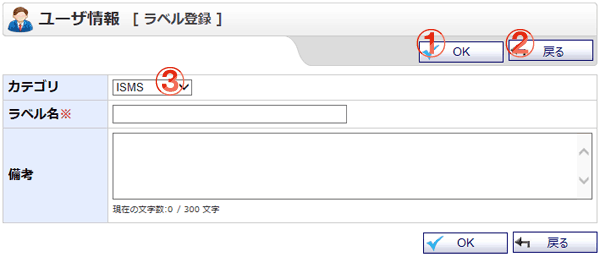 ユーザ情報 [ ラベル登録 ]
① OK ② 戻る
カテゴリ ISMS ③
ラベル名※
備考
現在の文字数:0 / 300 文字
OK 戻る